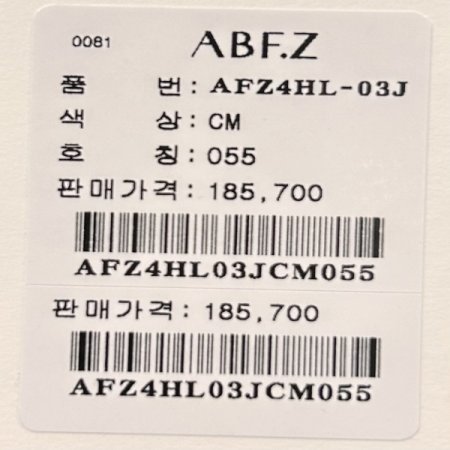 0081 ABF.Z
품 번: AFZ4HL-03J
색 상: CM
호 칭: 055
판매가격: 185,700
AFZ4HL03JCM055
판매가격: 185,700
AFZ4HL03JCM055